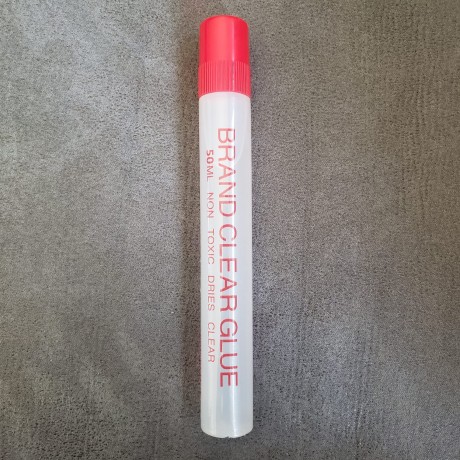 BRAND CLEAR GLUE
50ML NON TOXIC DRIES CLEAR